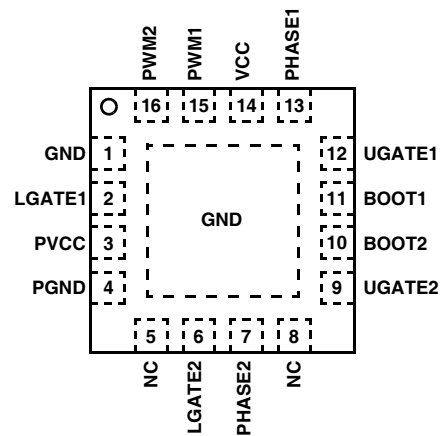 PWM2
PWM1
VCC
PHASE1
16
15
14
13
GND
1
12
UGATE1
LGATE1
2
11
BOOT1
GND
PVCC
3
10
BOOT2
PGND
4
9
UGATE2
5
6
7
8
NC
LGATE2
PHASE2
NC